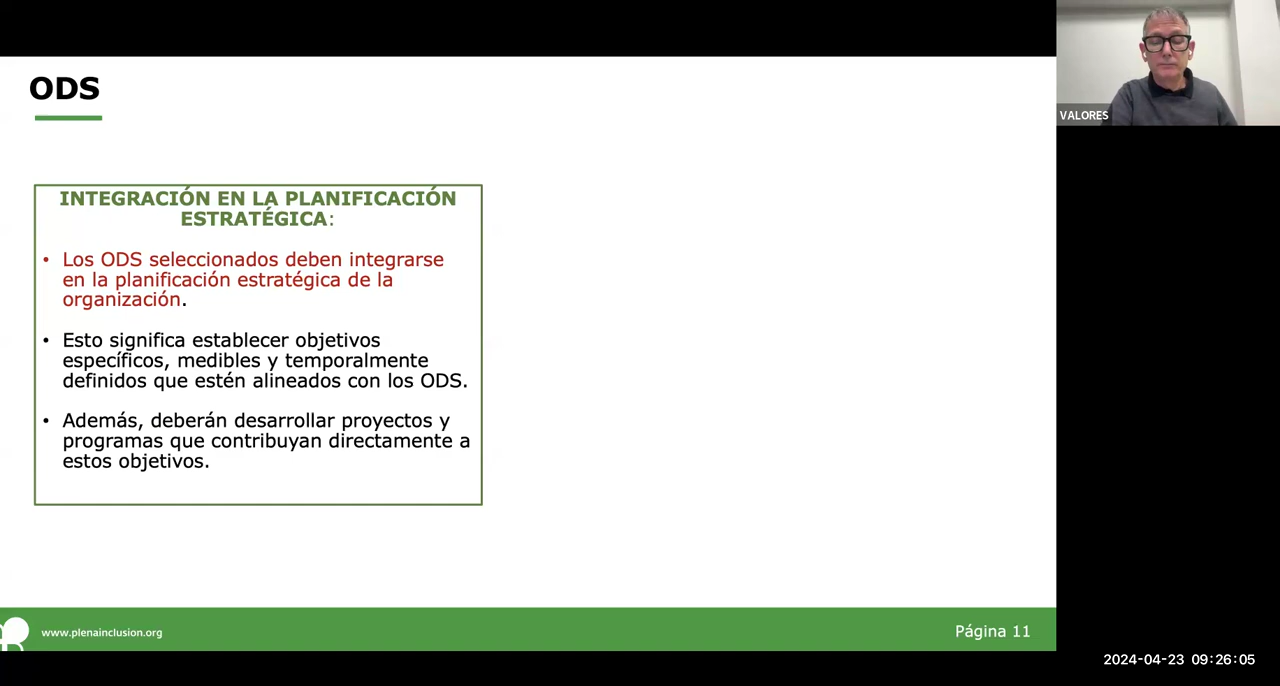 ODS
INTEGRACIÓN EN LA PLANIFICACIÓN
ESTRATÉGICA:
• Los ODS seleccionados deben integrarse
en la planificación estratégica de la
organización.
• Esto significa establecer objetivos
específicos, medibles y temporalmente
definidos que estén alineados con los ODS.
• Además, deberán desarrollar proyectos y
programas que contribuyan directamente a
estos objetivos.
www.plenainclusion.org
Página 11
VALORES
2024-04-23 09:26:05